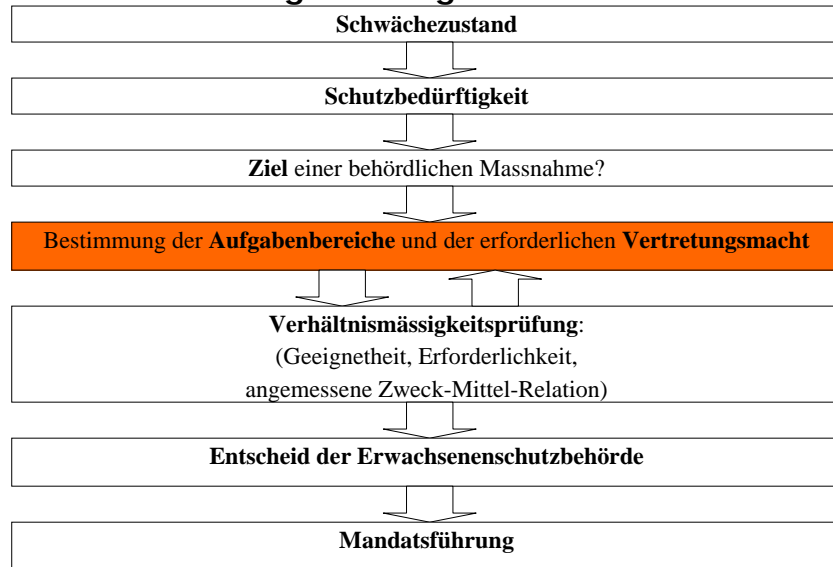 Schwächezustand
Schutzbedürftigkeit
Ziel einer behördlichen Massnahme?
Bestimmung der Aufgabenbereiche und der erforderlichen Vertretungsmacht
Verhältnismässigkeitsprüfung:
(Geeignetheit, Erforderlichkeit,
angemessene Zweck-Mittel-Relation)
Entscheid der Erwachsenenschutzbehörde
Mandatsführung